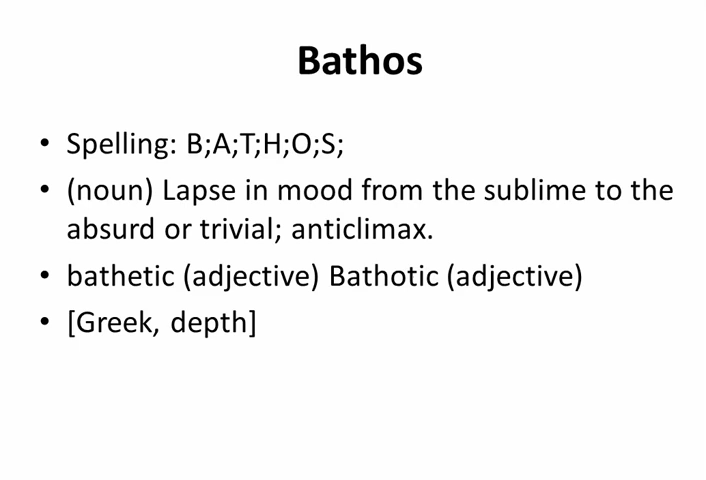 Bathos
• Spelling: B;A;T;H;O;S;
• (noun) Lapse in mood from the sublime to the
absurd or trivial; anticlimax.
• bathetic (adjective) Bathotic (adjective)
• [Greek, depth]